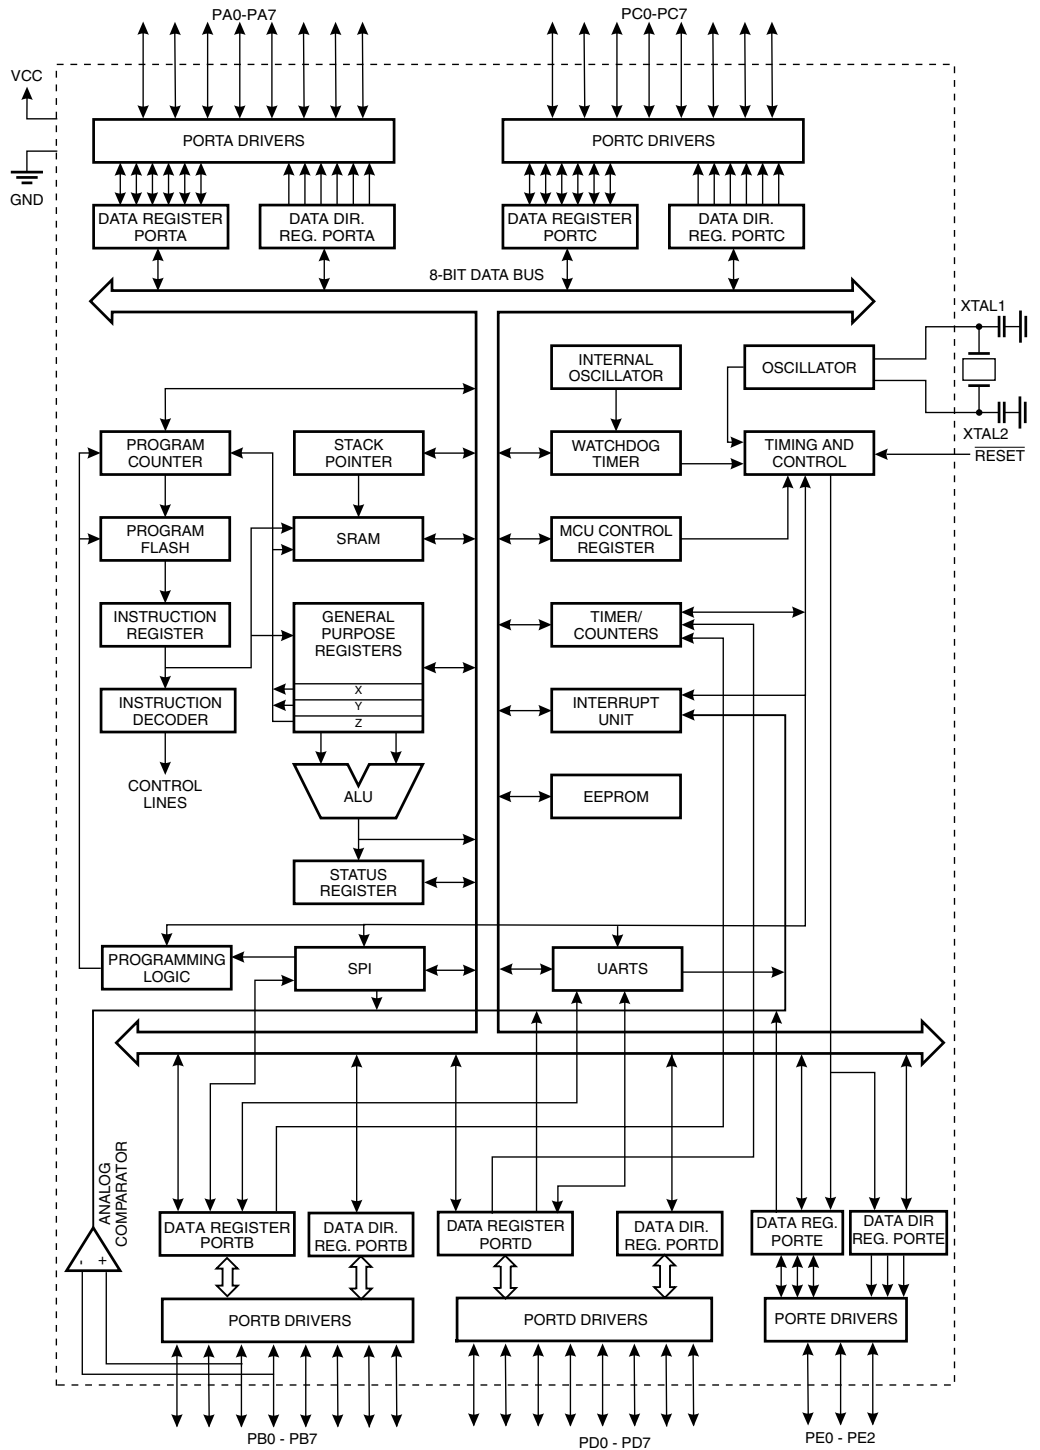 PA0-PA7
PC0-PC7
VCC
PORTA DRIVERS
PORTC DRIVERS
GND
DATA REGISTER
PORTA
DATA DIR.
REG. PORTA
DATA REGISTER
PORTC
DATA DIR.
REG. PORTC
8-BIT DATA BUS
XTAL1
INTERNAL
OSCILLATOR
OSCILLATOR
XTAL2
PROGRAM
COUNTER
STACK
POINTER
WATCHDOG
TIMER
TIMING AND
CONTROL
RESET
PROGRAM
FLASH
SRAM
MCU CONTROL
REGISTER
INSTRUCTION
REGISTER
GENERAL
PURPOSE
REGISTERS
X
Y
Z
TIMER/
COUNTERS
INSTRUCTION
DECODER
INTERRUPT
UNIT
CONTROL
LINES
ALU
EEPROM
STATUS
REGISTER
PROGRAMMING
LOGIC
SPI
UARTS
ANALOG
COMPARATOR
- +
DATA REGISTER
PORTB
DATA DIR.
REG. PORTB
DATA REGISTER
PORTD
DATA DIR.
REG. PORTD
DATA REG.
PORTE
DATA DIR
REG. PORTE
PORTB DRIVERS
PORTD DRIVERS
PORTE DRIVERS
PB0 - PB7
PD0 - PD7
PE0 - PE2